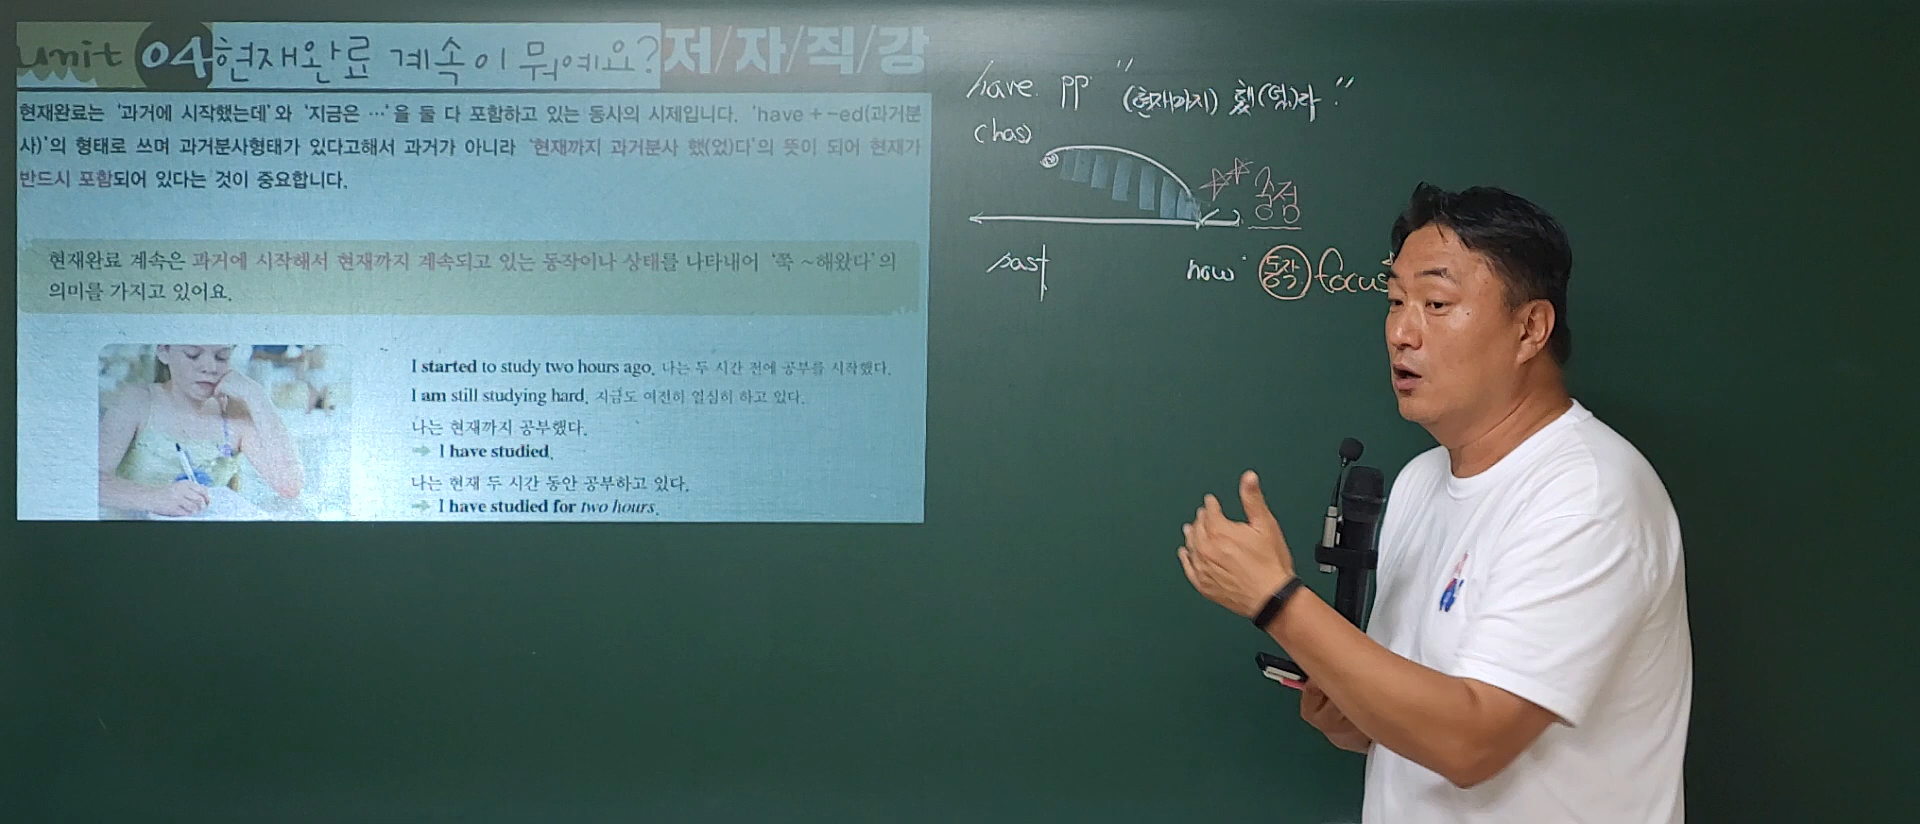 unit 04 현재완료 계속이 뭐예요? 저/자/직/강
현재완료는 '과거에 시작했는데'와 '지금은 …'을 둘 다 포함하고 있는 동사의 시제입니다. 'have + -ed(과거분
사)'의 형태로 쓰며 과거분사형태가 있다고해서 과거가 아니라 '현재까지 과거분사 했(었)다'의 뜻이 되어 현재가
반드시 포함되어 있다는 것이 중요합니다.
현재완료 계속은 과거에 시작해서 현재까지 계속되고 있는 동작이나 상태를 나타내어 '쭉 ~해왔다'의
의미를 가지고 있어요.
I started to study two hours ago. 나는 두 시간 전에 공부를 시작했다.
I am still studying hard. 지금도 여전히 열심히 하고 있다.
나는 현재까지 공부했다.
➔ I have studied.
나는 현재 두 시간 동안 공부하고 있다.
➔ I have studied for two hours.
have pp "(현재까지) 했(었)다."
(has)
중점
past now 동작 focus